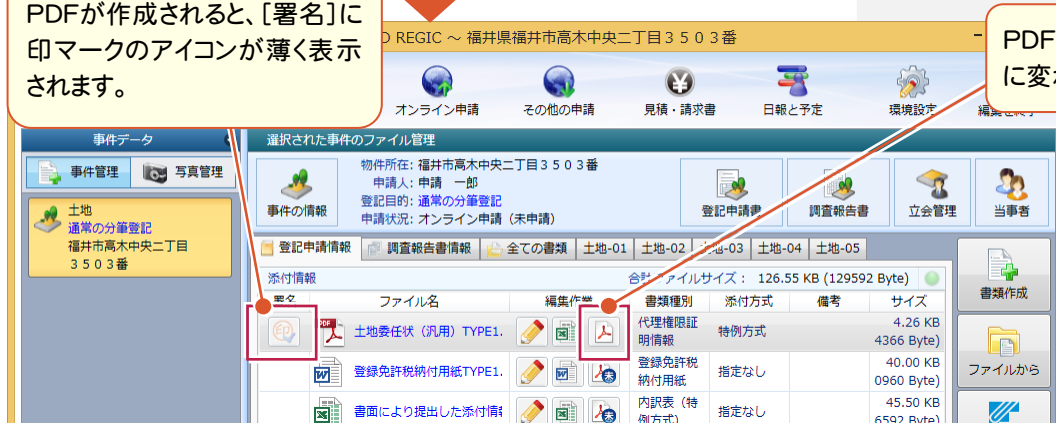 PDFが作成されると、[署名]に
印マークのアイコンが薄く表示
されます。
REGIC ～ 福井県福井市高木中央二丁目３５０３番
PDF
に変
オンライン申請
その他の申請
見積・請求書
日報と予定
環境設定
事件データ
選択された事件のファイル管理
事件管理
写真管理
土地
通常の分筆登記
福井市高木中央二丁目
３５０３番
事件の情報
物件所在: 福井市高木中央二丁目３５０３番
申請人: 申請 一郎
登記目的: 通常の分筆登記
申請状況: オンライン申請（未申請）
登記申請書
調査報告書
立会管理
当事者
登記申請情報
調査報告書情報
全ての書類
土地-01
土地-02
土地-03
土地-04
土地-05
添付情報
合計ファイルサイズ： 126.55 KB (129592 Byte)
署名
ファイル名
編集作業
書類種別
添付方式
備考
サイズ
印
PDF
土地委任状（汎用）TYPE1.
代理権限証
明情報
特例方式
4.26 KB
4366 Byte)
登録免許税納付用紙TYPE1.
未
登録免許税
納付用紙
指定なし
40.00 KB
0960 Byte)
書面により提出した添付情
未
内訳表（特
例方式）
指定なし
45.50 KB
6592 Byte)
書類作成
ファイルから